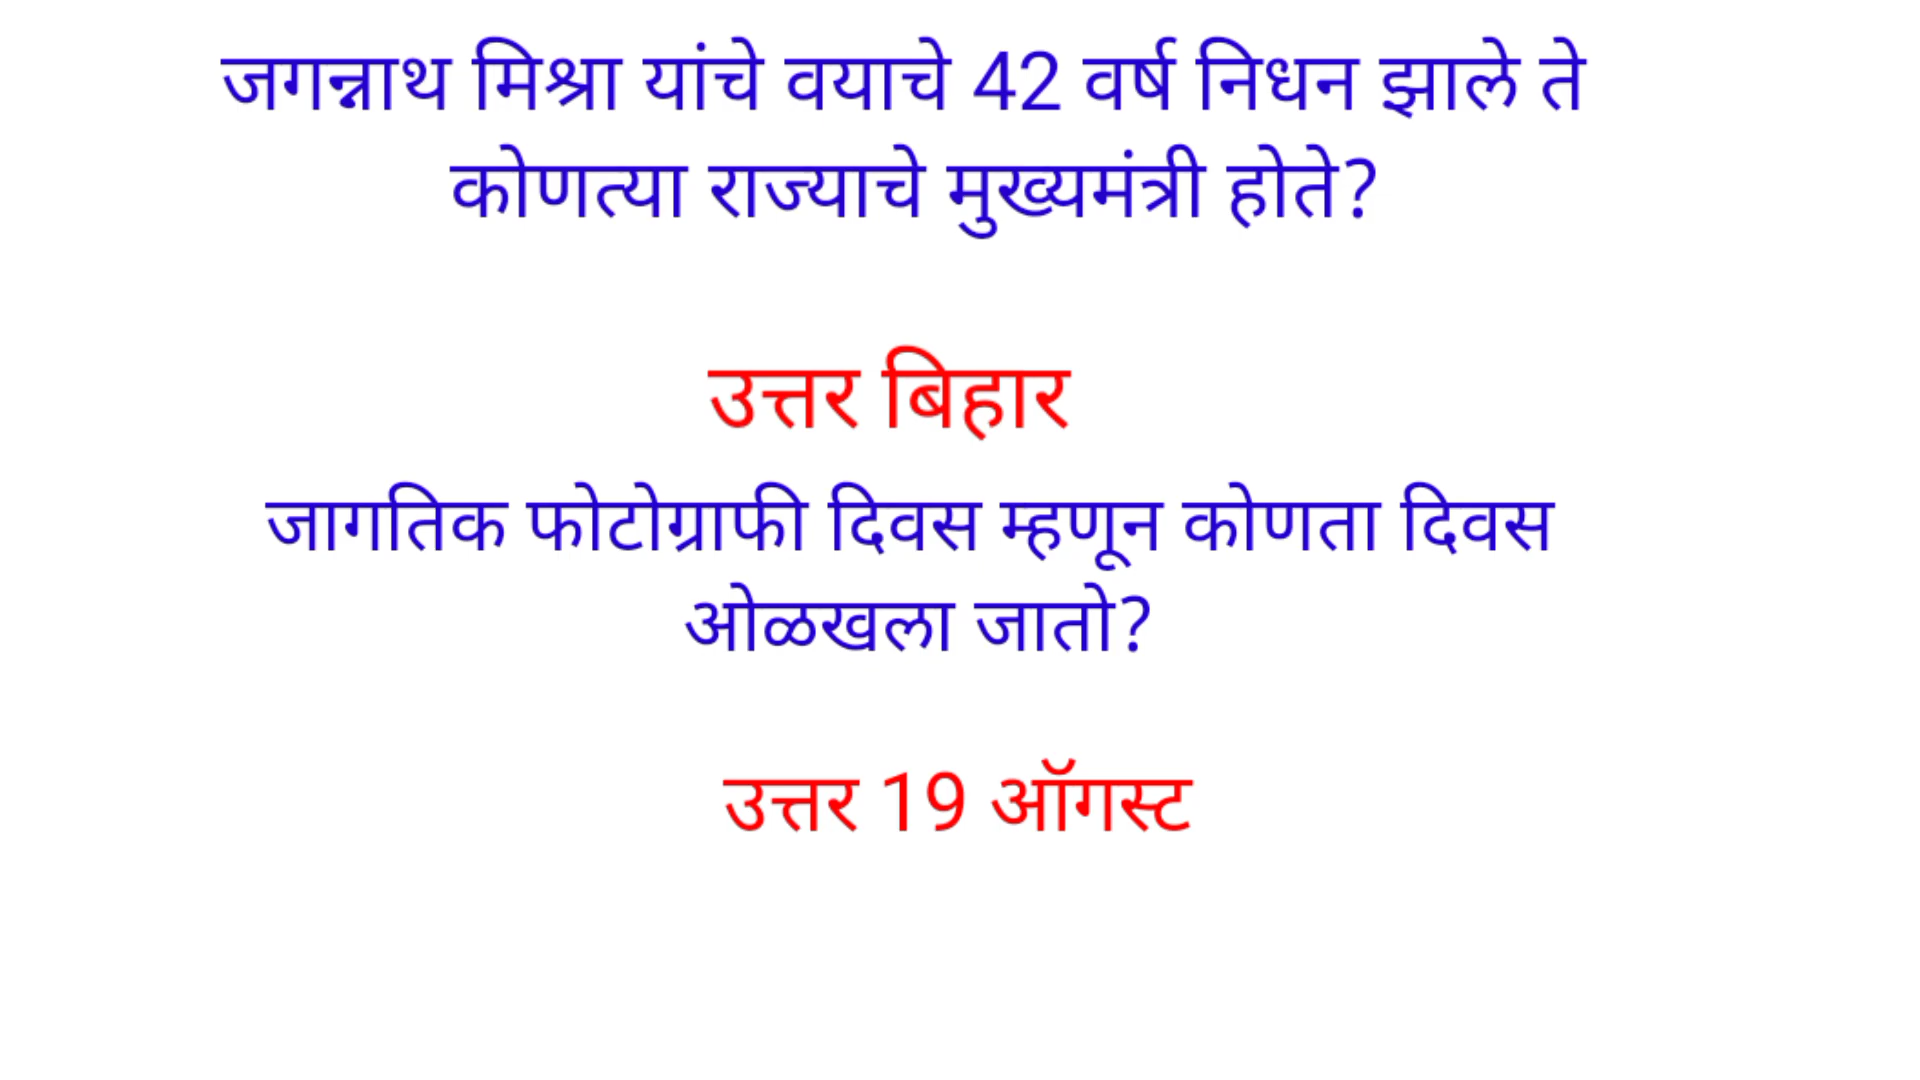 जगन्नाथ मिश्रा यांचे वयाचे 42 वर्ष निधन झाले ते
कोणत्या राज्याचे मुख्यमंत्री होते?
उत्तर बिहार
जागतिक फोटोग्राफी दिवस म्हणून कोणता दिवस
ओळखला जातो?
उत्तर 19 ऑगस्ट